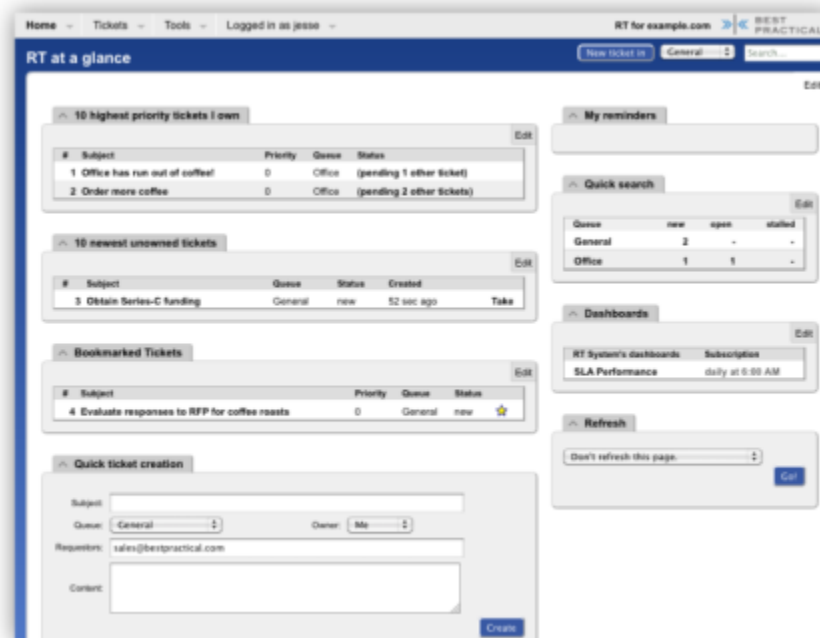 Home Tickets Tools Logged in as jesse RT for example.com BEST PRACTICAL
RT at a glance New ticket in General Search...
Edit
10 highest priority tickets I own
Edit
# Subject Priority Queue Status
1 Office has run out of coffee! 0 Office (pending 1 other ticket)
2 Order more coffee 0 Office (pending 2 other tickets)
10 newest unowned tickets
Edit
# Subject Queue Status Created
3 Obtain Series-C funding General new 52 sec ago Take
Bookmarked Tickets
Edit
# Subject Priority Queue Status
4 Evaluate responses to RFP for coffee roasts 0 General new
Quick ticket creation
Subject:
Queue: General Owner: Me
Requestors: sales@bestpractical.com
Content:
Create
My reminders
Quick search
Edit
Queue new open stalled
General 2 - -
Office 1 1 -
Dashboards
Edit
RT System's dashboards Subscription
SLA Performance daily at 6:00 AM
Refresh
Don't refresh this page.
Go!